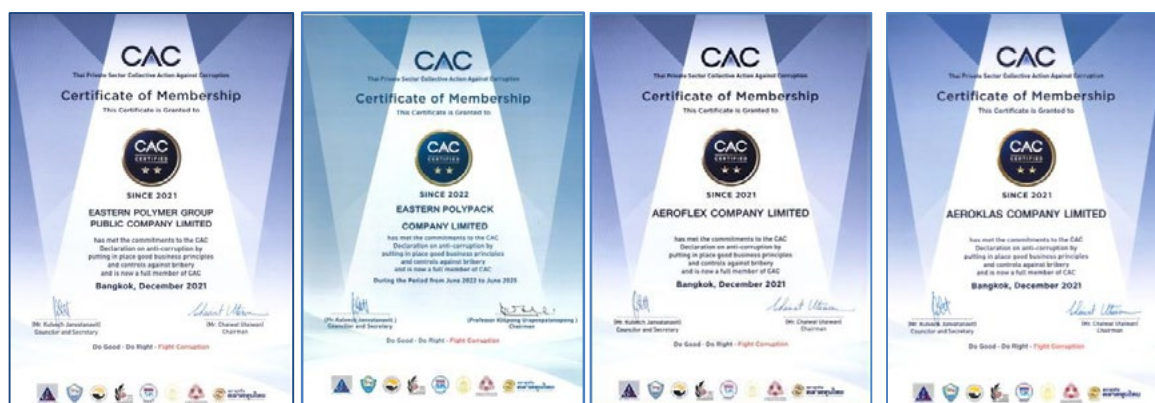 CAC
Thai Private Sector Collective Action Against Corruption
Certificate of Membership
This Certificate is Granted to
CAC
CERTIFIED
SINCE 2021
EASTERN POLYMER GROUP
PUBLIC COMPANY LIMITED
has met the commitments to the CAC
Declaration on anti-corruption by
putting in place good business principles
and controls against bribery
and is now a full member of CAC
Bangkok, December 2021
Councilor and Secretary
Chairman
Do Good - Do Right - Fight Corruption
CAC
Thai Private Sector Collective Action Against Corruption
Certificate of Membership
This Certificate is Granted to
CAC
CERTIFIED
SINCE 2022
EASTERN POLYPACK
COMPANY LIMITED
has met the commitments to the CAC
Declaration on anti-corruption by
putting in place good business principles
and controls against bribery
and is now a full member of CAC
During the Period from June 2022 to June 2025
Councilor and Secretary
Chairman
Do Good - Do Right - Fight Corruption
CAC
Thai Private Sector Collective Action Against Corruption
Certificate of Membership
This Certificate is Granted to
CAC
CERTIFIED
SINCE 2021
AEROFLEX COMPANY LIMITED
has met the commitments to the CAC
Declaration on anti-corruption by
putting in place good business principles
and controls against bribery
and is now a full member of CAC
Bangkok, December 2021
Councilor and Secretary
Chairman
Do Good - Do Right - Fight Corruption
CAC
Thai Private Sector Collective Action Against Corruption
Certificate of Membership
This Certificate is Granted to
CAC
CERTIFIED
SINCE 2021
AEROKLAS COMPANY LIMITED
has met the commitments to the CAC
Declaration on anti-corruption by
putting in place good business principles
and controls against bribery
and is now a full member of CAC
Bangkok, December 2021
Councilor and Secretary
Chairman
Do Good - Do Right - Fight Corruption